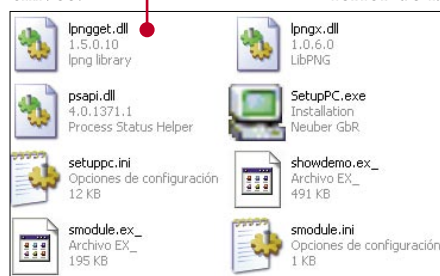 lpngget.dll
1.5.0.10
lpng library
lpngx.dll
1.0.6.0
LibPNG
psapi.dll
4.0.1371.1
Process Status Helper
SetupPC.exe
Installation
Neuber GbR
setuppc.ini
Opciones de configuración
12 KB
showdemo.ex_
Archivo EX_
491 KB
smodule.ex_
Archivo EX_
195 KB
smodule.ini
Opciones de configuración
1 KB